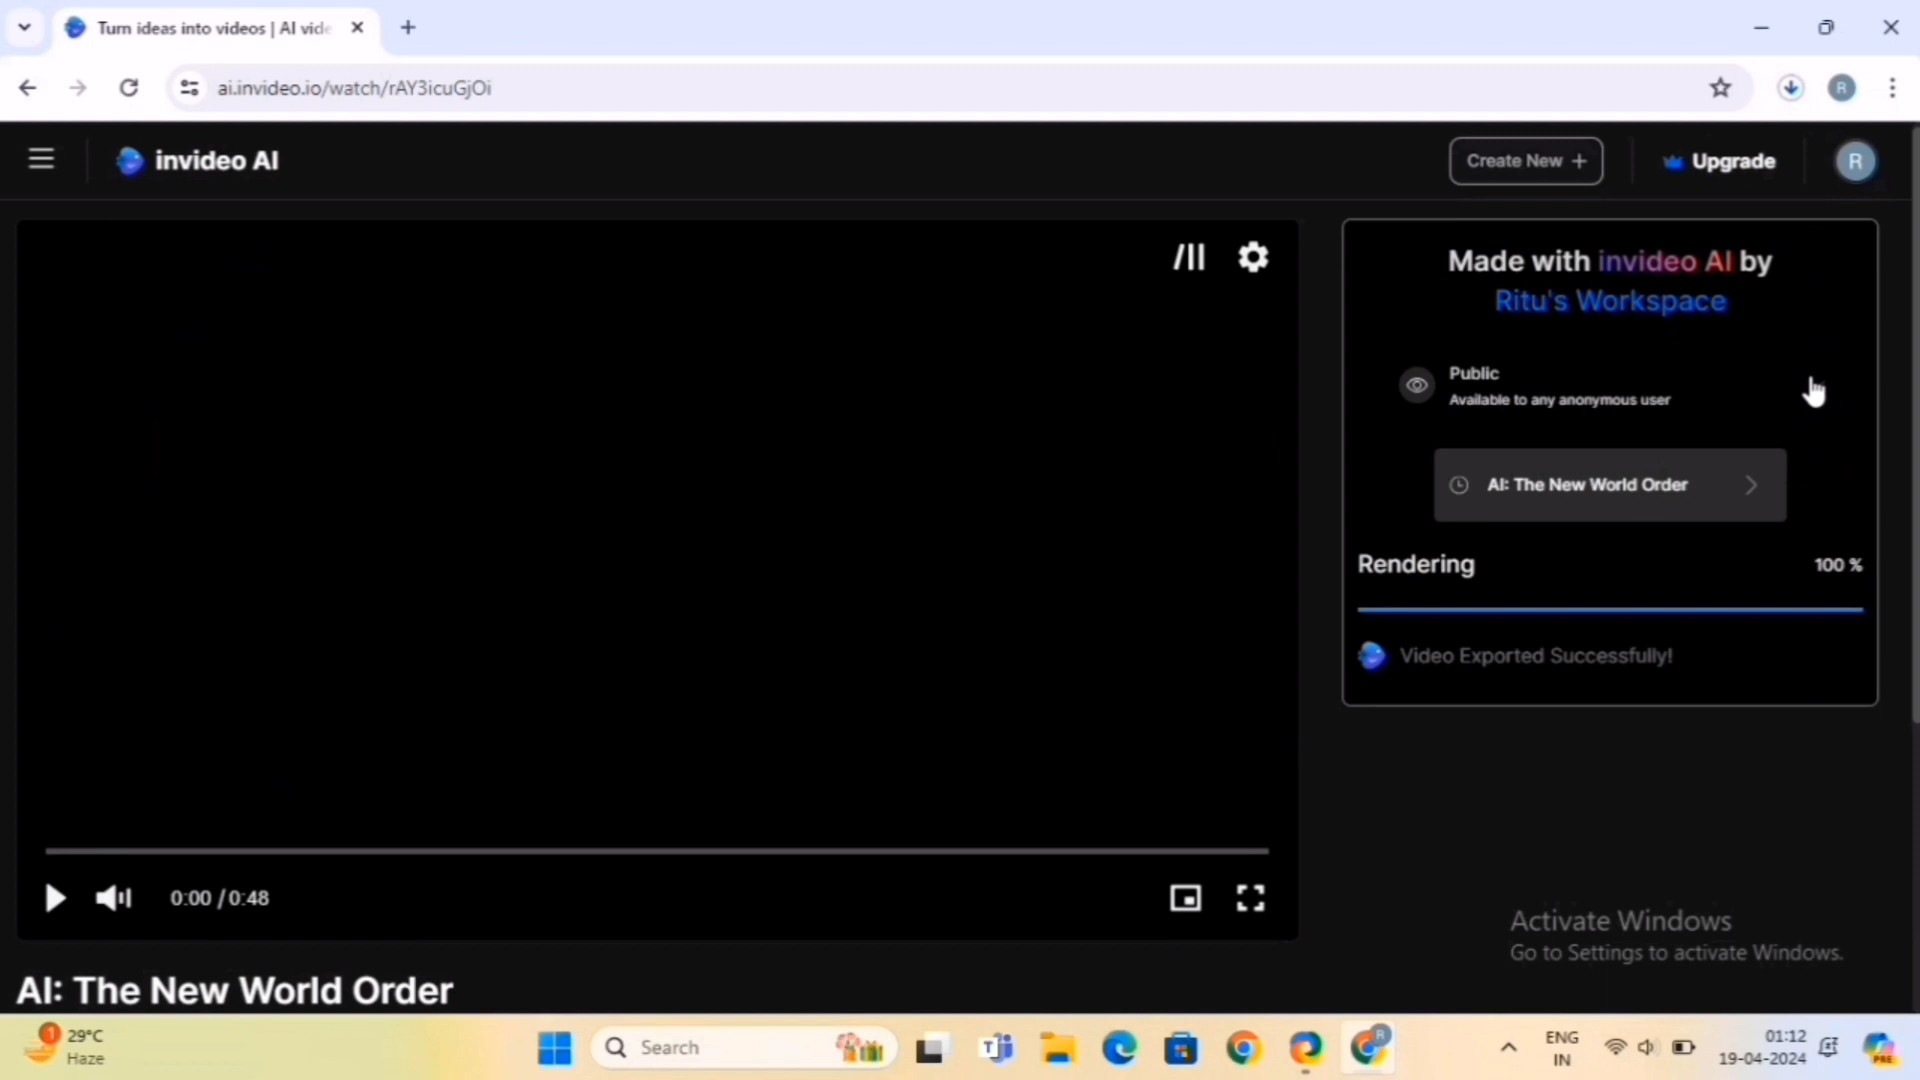 Turn ideas into videos | AI vide
ai.invideo.io/watch/rAY3icuGjOi
R
invideo AI
Create New +
Upgrade
R
Made with invideo AI by
Ritu's Workspace
Public
Available to any anonymous user
AI: The New World Order
Rendering 100 %
Video Exported Successfully!
0:00 / 0:48
Activate Windows
Go to Settings to activate Windows.
AI: The New World Order
1
29°C
Haze
Search
T
R
ENG
IN
01:12
19-04-2024
PRE